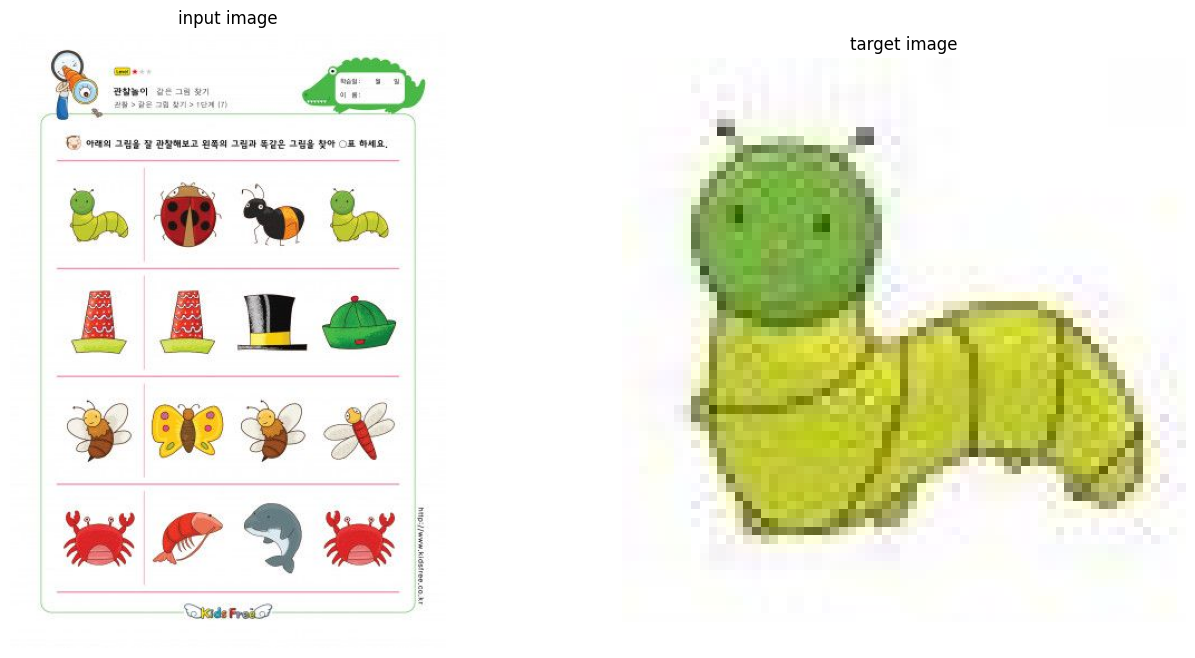 input image
target image
Level
학습일: 월 일
이 름:
관찰놀이 같은 그림 찾기
관찰 > 같은 그림 찾기 > 1단계 (7)
아래의 그림을 잘 관찰해보고 왼쪽의 그림과 똑같은 그림을 찾아 ○표 하세요.
http://www.kidsfree.co.kr
Kids Free